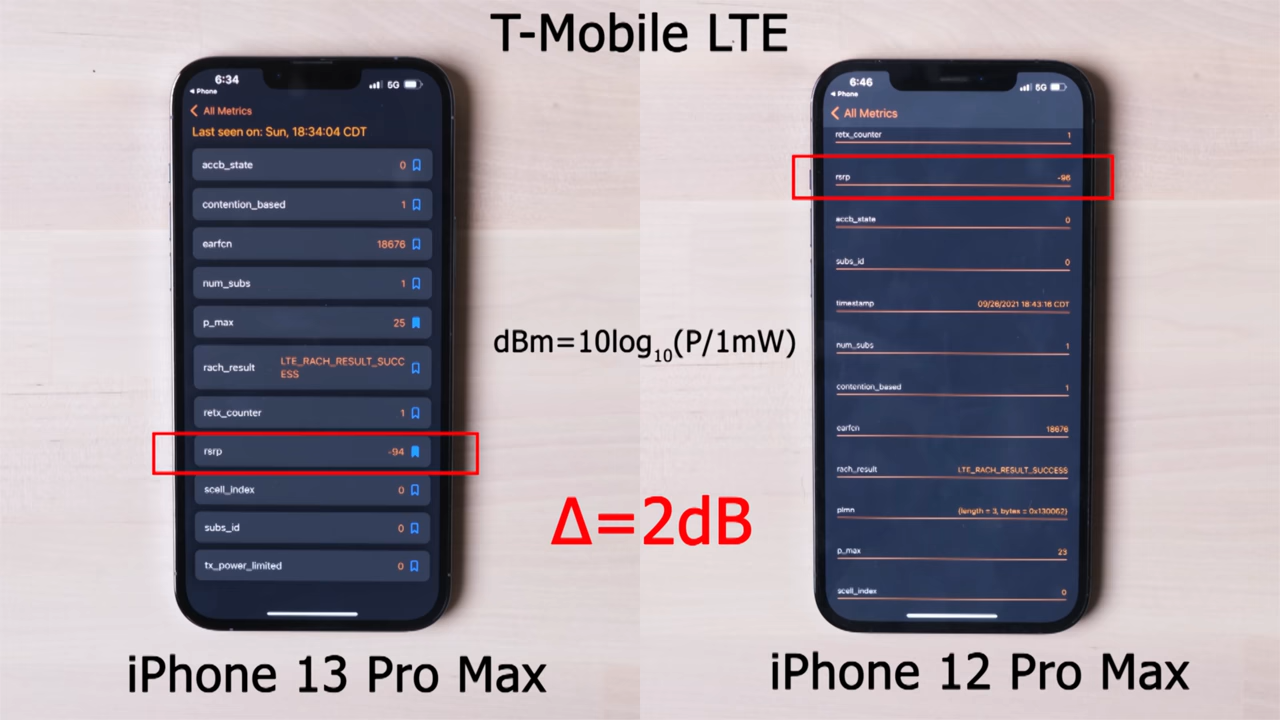 T-Mobile LTE
6:34
5G
Phone
All Metrics
Last seen on: Sun, 18:34:04 CDT
accb_state 0
contention_based 1
earfcn 18676
num_subs 1
p_max 25
rach_result LTE_RACH_RESULT_SUCC
ESS
retx_counter 1
rsrp -94
scell_index 0
subs_id 0
tx_power_limited 0
iPhone 13 Pro Max
dBm=10log₁₀(P/1mW)
Δ=2dB
6:46
5G
Phone
All Metrics
retx_counter 1
rsrp -96
accb_state 0
subs_id 0
timestamp 09/26/2021 18:43:16 CDT
num_subs 1
contention_based 1
earfcn 18676
rach_result LTE_RACH_RESULT_SUCCESS
plmn {length = 3, bytes = 0x130062}
p_max 23
scell_index 0
iPhone 12 Pro Max